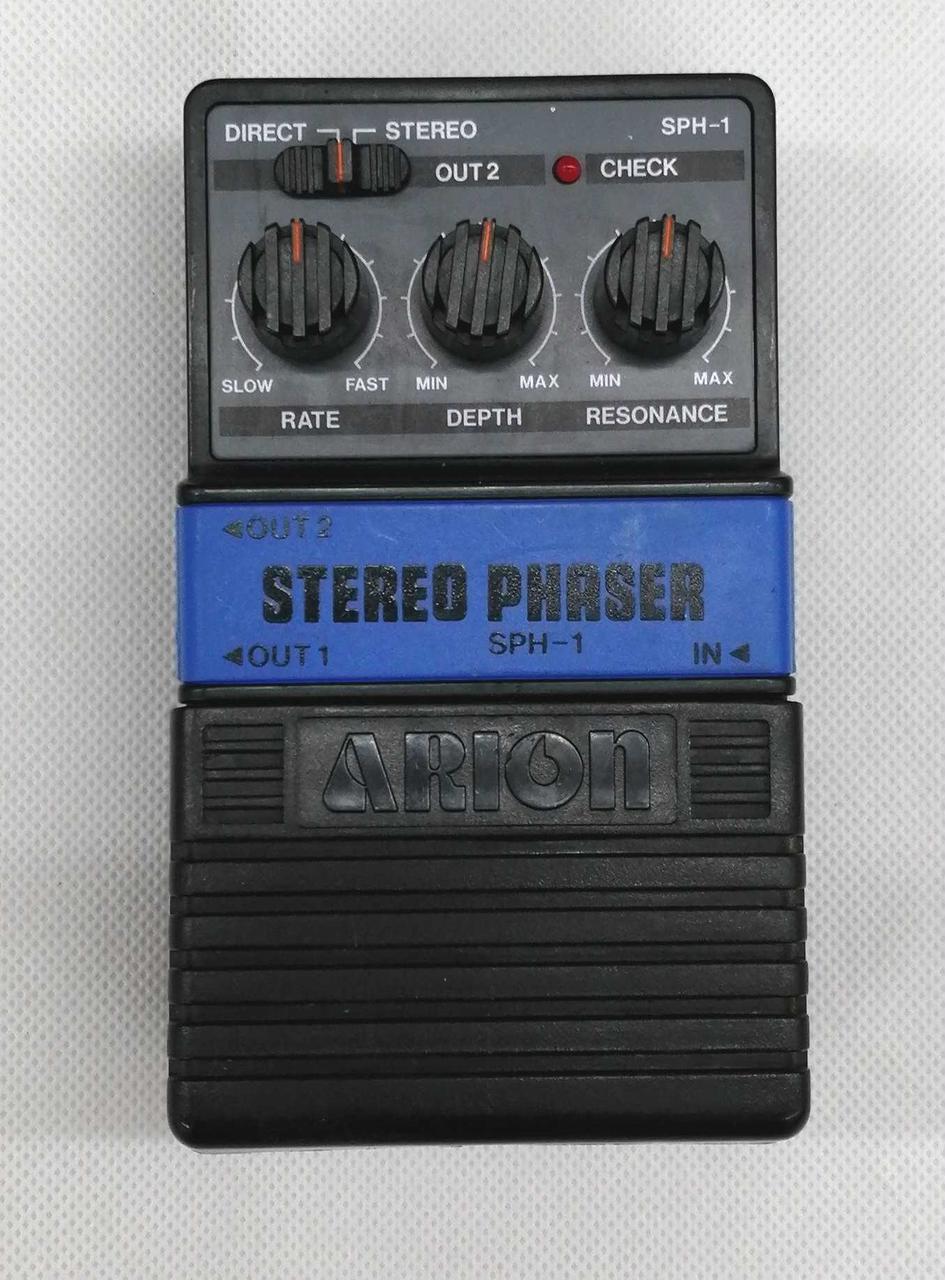 DIRECT STEREO SPH-1
OUT 2 CHECK
SLOW FAST MIN MAX MIN MAX
RATE DEPTH RESONANCE
◄OUT 2
STEREO PHASER
SPH-1
◄OUT 1 IN◄
ARION